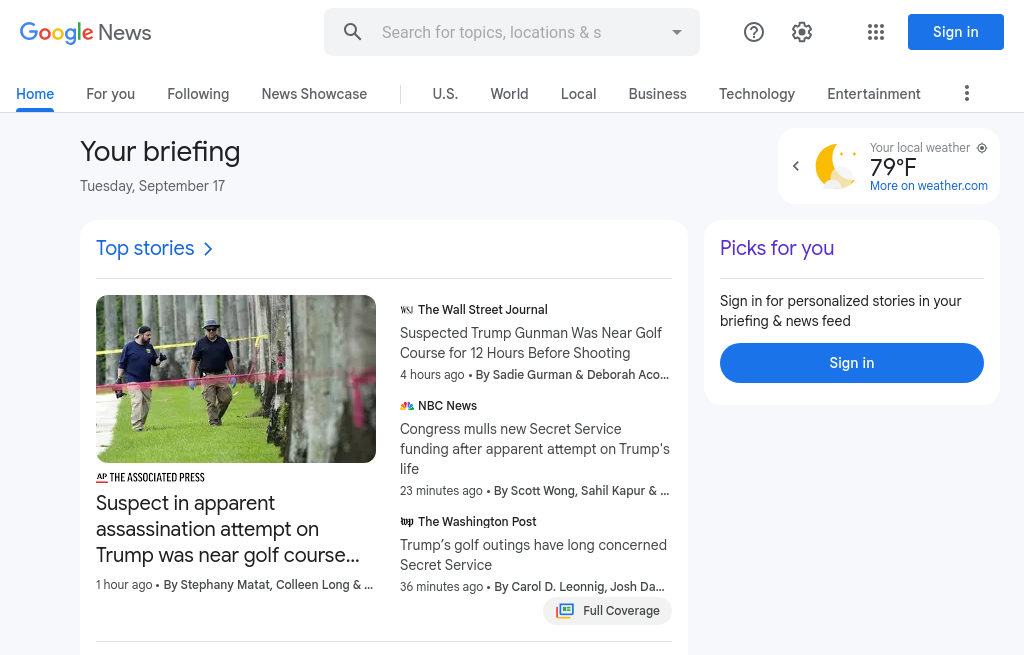 Google News
Search for topics, locations & s
Sign in
Home
For you
Following
News Showcase
U.S.
World
Local
Business
Technology
Entertainment
Your briefing
Tuesday, September 17
Your local weather
79°F
More on weather.com
Top stories
AP THE ASSOCIATED PRESS
Suspect in apparent
assassination attempt on
Trump was near golf course...
1 hour ago • By Stephany Matat, Colleen Long & ...
WSJ The Wall Street Journal
Suspected Trump Gunman Was Near Golf
Course for 12 Hours Before Shooting
4 hours ago • By Sadie Gurman & Deborah Aco...
NBC News
Congress mulls new Secret Service
funding after apparent attempt on Trump's
life
23 minutes ago • By Scott Wong, Sahil Kapur & ...
wp The Washington Post
Trump’s golf outings have long concerned
Secret Service
36 minutes ago • By Carol D. Leonnig, Josh Da...
Full Coverage
Picks for you
Sign in for personalized stories in your
briefing & news feed
Sign in